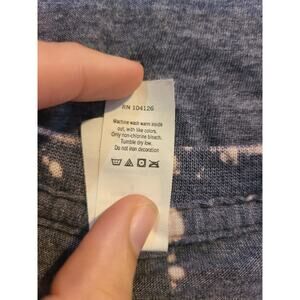 RN 104126
Machine wash warm inside
out, with like colors.
Only non-chlorine bleach.
Tumble dry low.
Do not iron decoration